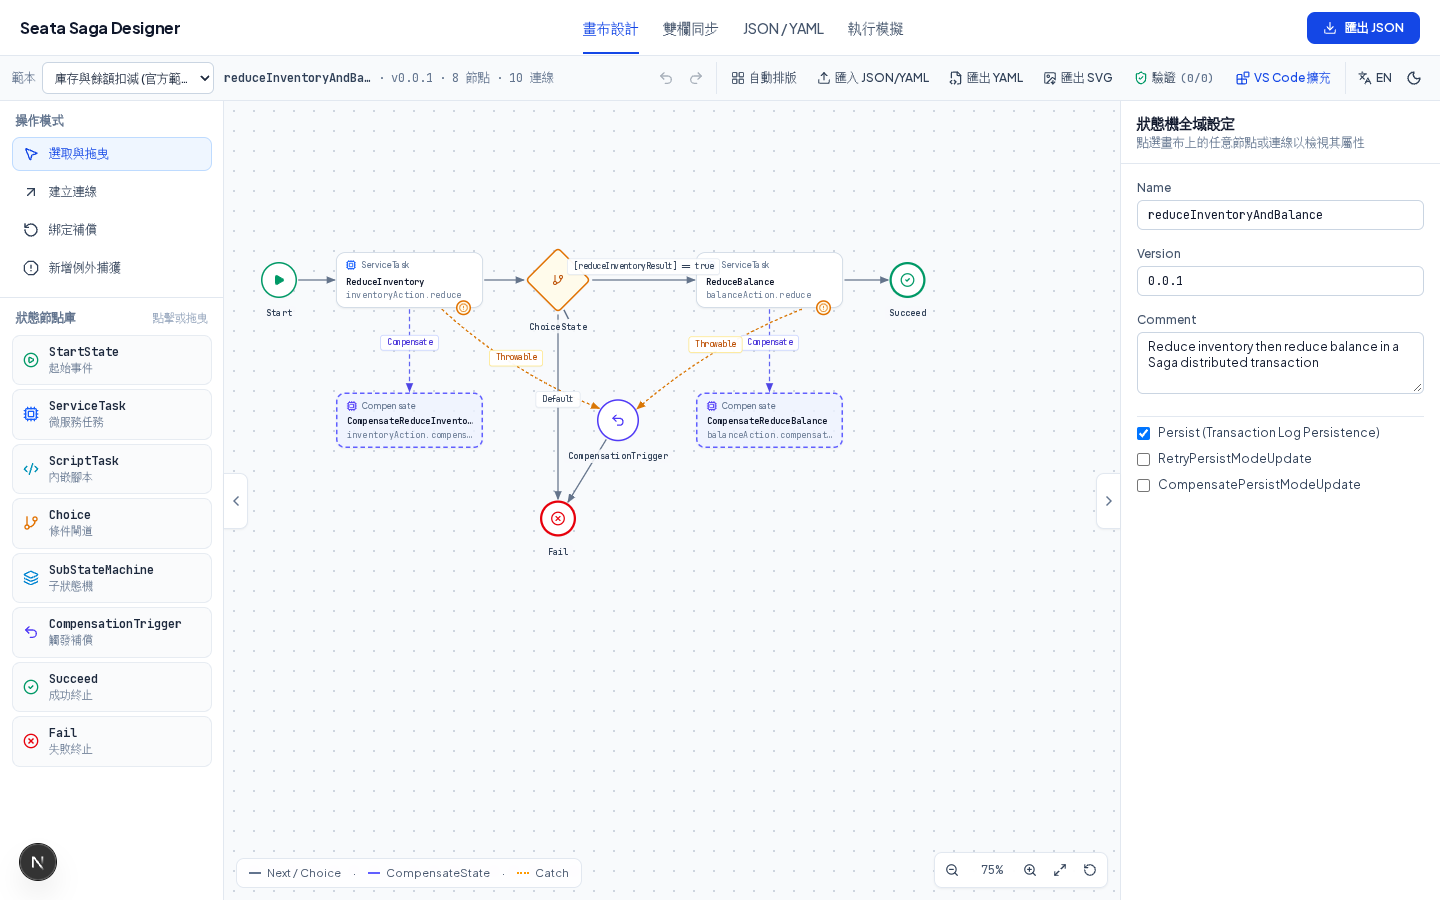 Seata Saga Designer
畫布設計
雙欄同步
JSON / YAML
執行模擬
匯出 JSON
範本
庫存與餘額扣減 (官方範...
reduceInventoryAndBa… · v0.0.1 · 8 節點 · 10 連線
自動排版
匯入 JSON/YAML
匯出 YAML
匯出 SVG
驗證 (0/0)
VS Code擴充
EN
操作模式
選取與拖曳
建立連線
綁定補償
新增例外捕獲
狀態節點庫
點擊或拖曳
StartState
起始事件
ServiceTask
微服務任務
ScriptTask
內嵌腳本
Choice
條件閘道
SubStateMachine
子狀態機
CompensationTrigger
觸發補償
Succeed
成功終止
Fail
失敗終止
N
Start
ServiceTask
ReduceInventory
inventoryAction.reduce
[reduceInventoryResult] == true
ChoiceState
ServiceTask
ReduceBalance
balanceAction.reduce
Succeed
Compensate
Throwable
Throwable
Compensate
Compensate
CompensateReduceInvento…
inventoryAction.compens…
Default
Compensate
CompensateReduceBalance
balanceAction.compensat…
CompensationTrigger
Fail
Next / Choice · CompensateState · Catch
75%
狀態機全域設定
點選畫布上的任意節點或連線以檢視其屬性
Name
reduceInventoryAndBalance
Version
0.0.1
Comment
Reduce inventory then reduce balance in a
Saga distributed transaction
Persist (Transaction Log Persistence)
RetryPersistModeUpdate
CompensatePersistModeUpdate